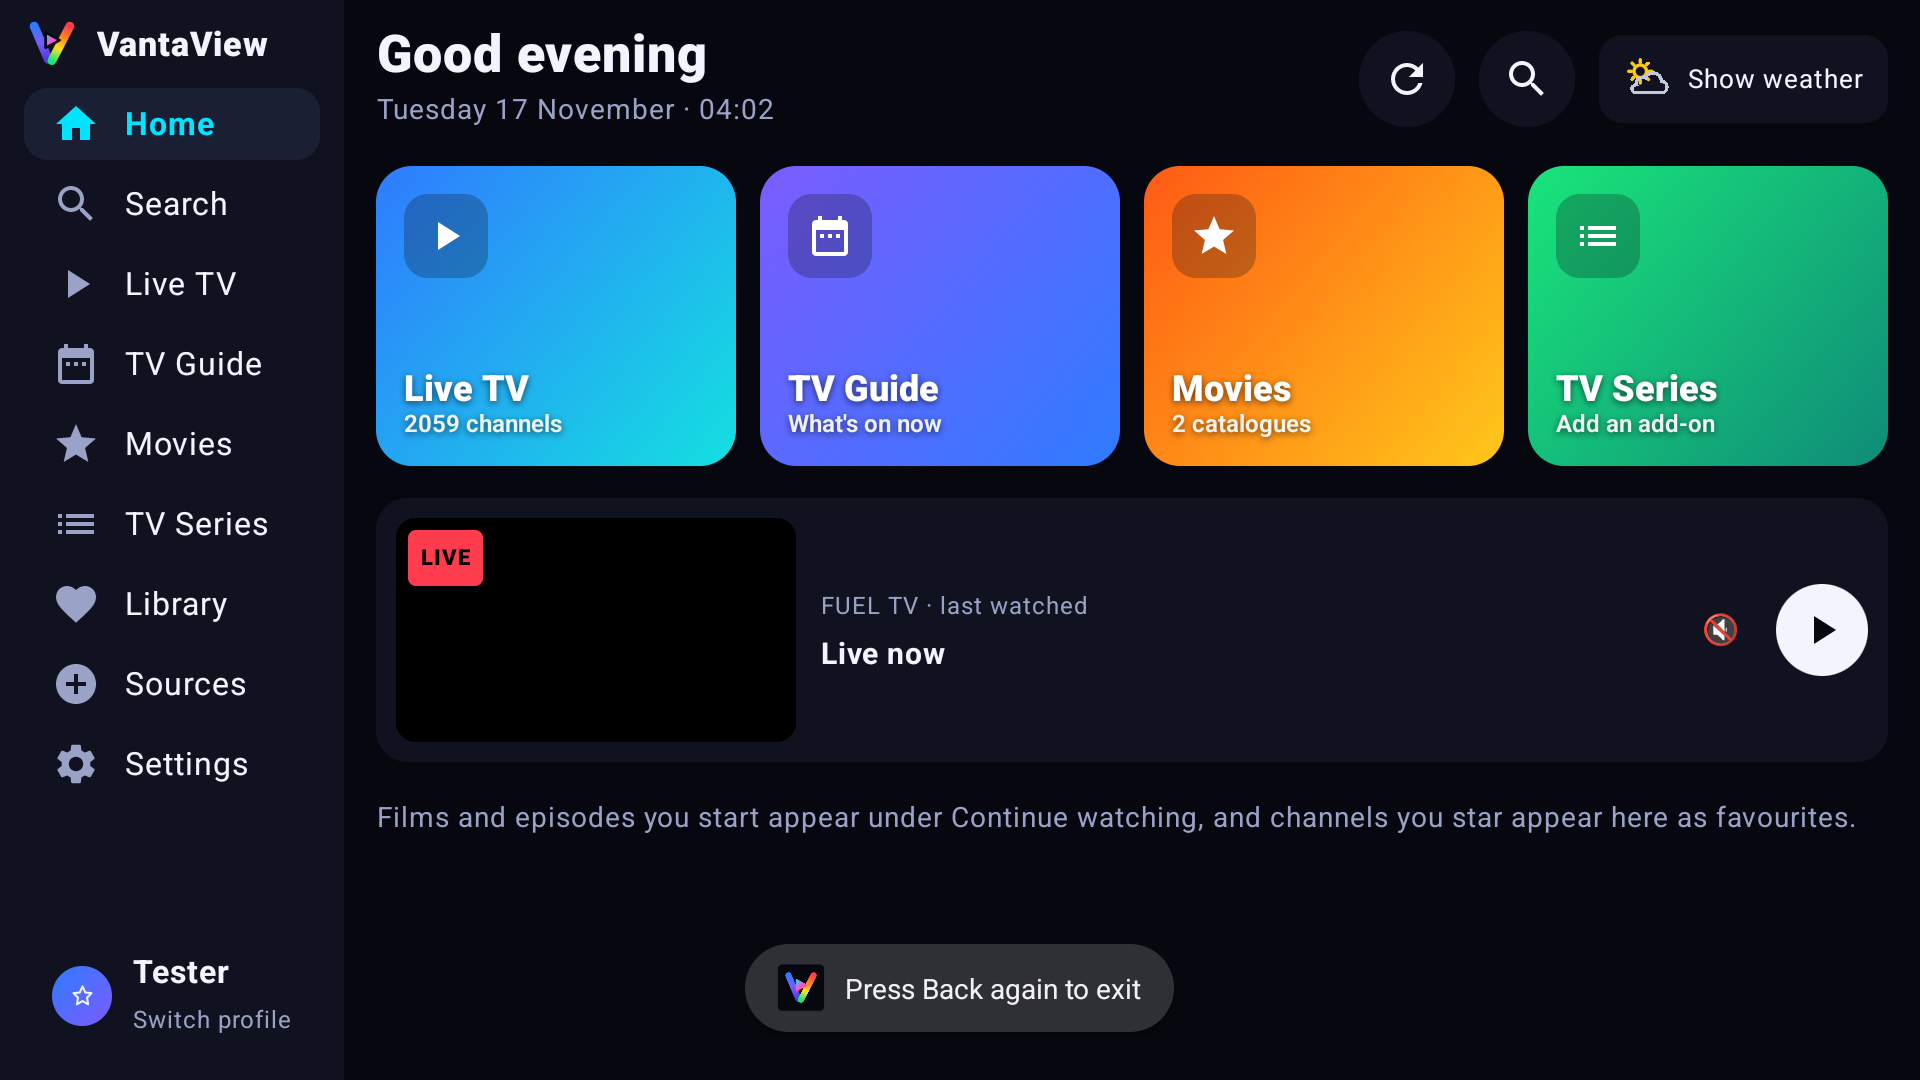 VantaView
Home
Search
Live TV
TV Guide
Movies
TV Series
Library
Sources
Settings
Tester
Switch profile
Good evening
Tuesday 17 November · 04:02
Show weather
Live TV
2059 channels
TV Guide
What's on now
Movies
2 catalogues
TV Series
Add an add-on
LIVE
FUEL TV · last watched
Live now
Films and episodes you start appear under Continue watching, and channels you star appear here as favourites.
Press Back again to exit